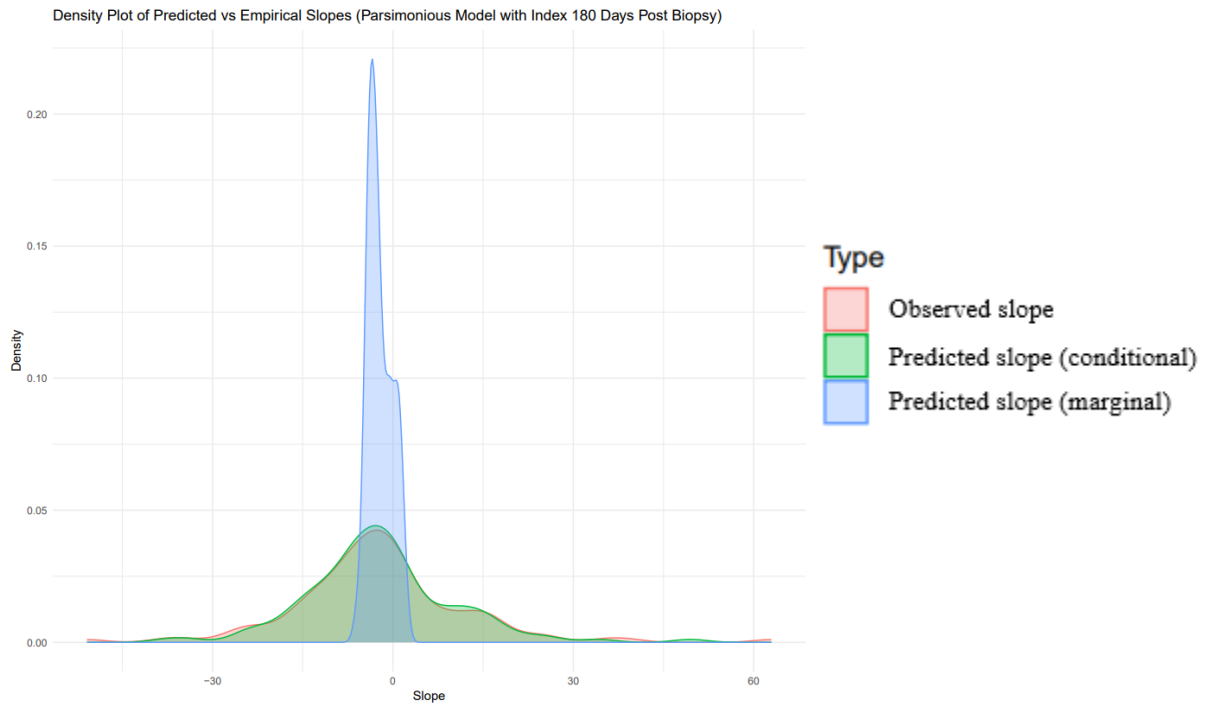 Density Plot of Predicted vs Empirical Slopes (Parsimonious Model with Index 180 Days Post Biopsy)
0.20
0.15
0.10
0.05
0.00
Density
−30
0
30
60
Slope
Type
Observed slope
Predicted slope (conditional)
Predicted slope (marginal)